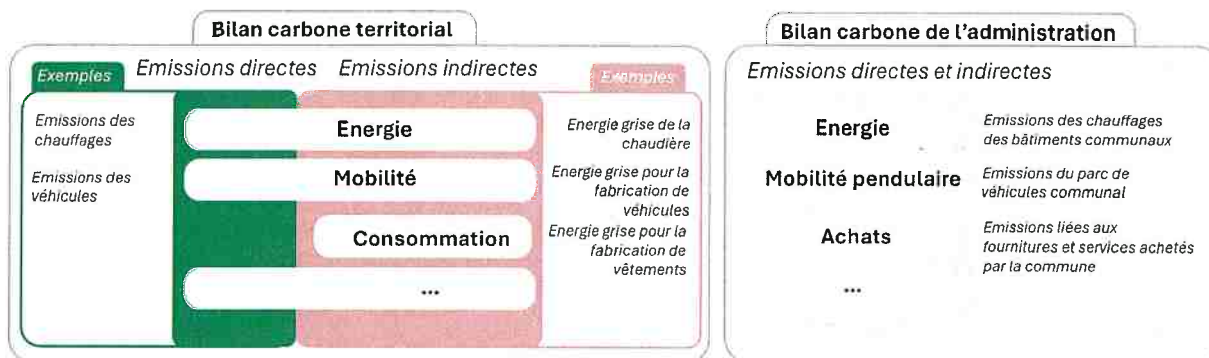 Bilan carbone territorial
Exemples
Emissions directes
Emissions indirectes
Exemples
Emissions des
chauffages
Energie
Energie grise de la
chaudière
Emissions des
véhicules
Mobilité
Energie grise pour la
fabrication de
véhicules
Consommation
Energie grise pour la
fabrication de
vêtements
...
Bilan carbone de l'administration
Emissions directes et indirectes
Energie
Emissions des chauffages
des bâtiments communaux
Mobilité pendulaire
Emissions du parc de
véhicules communal
Achats
Emissions liées aux
fournitures et services achetés
par la commune
...